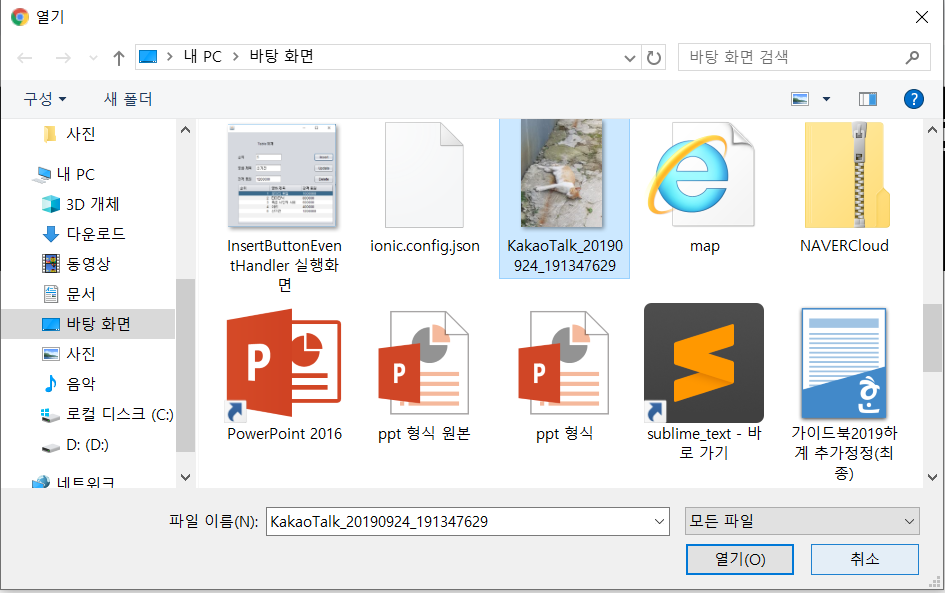 열기
내 PC
바탕 화면
바탕 화면 검색
구성
새 폴더
사진
내 PC
3D 개체
다운로드
동영상
문서
바탕 화면
사진
음악
로컬 디스크 (C:)
D: (D:)
네트워크
InsertButtonEven
tHandler 실행화
면
ionic.config.json
KakaoTalk_20190
924_191347629
map
NAVERCloud
PowerPoint 2016
ppt 형식 원본
ppt 형식
sublime_text - 바
로 가기
가이드북2019하
계 추가정정(최
종)
파일 이름(N):
KakaoTalk_20190924_191347629
모든 파일
열기(O)
취소